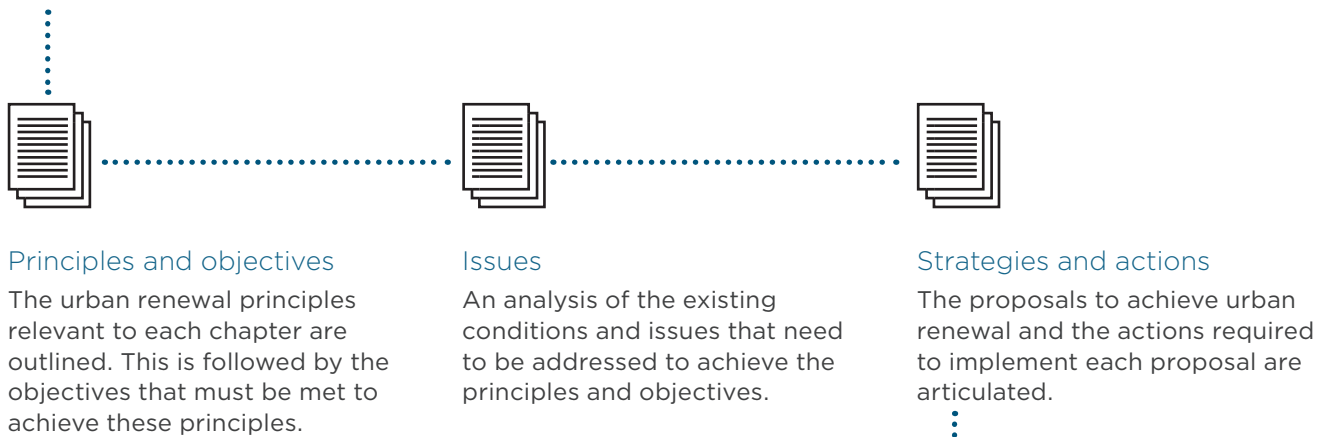 Principles and objectives
The urban renewal principles
relevant to each chapter are
outlined. This is followed by the
objectives that must be met to
achieve these principles.
Issues
An analysis of the existing
conditions and issues that need
to be addressed to achieve the
principles and objectives.
Strategies and actions
The proposals to achieve urban
renewal and the actions required
to implement each proposal are
articulated.